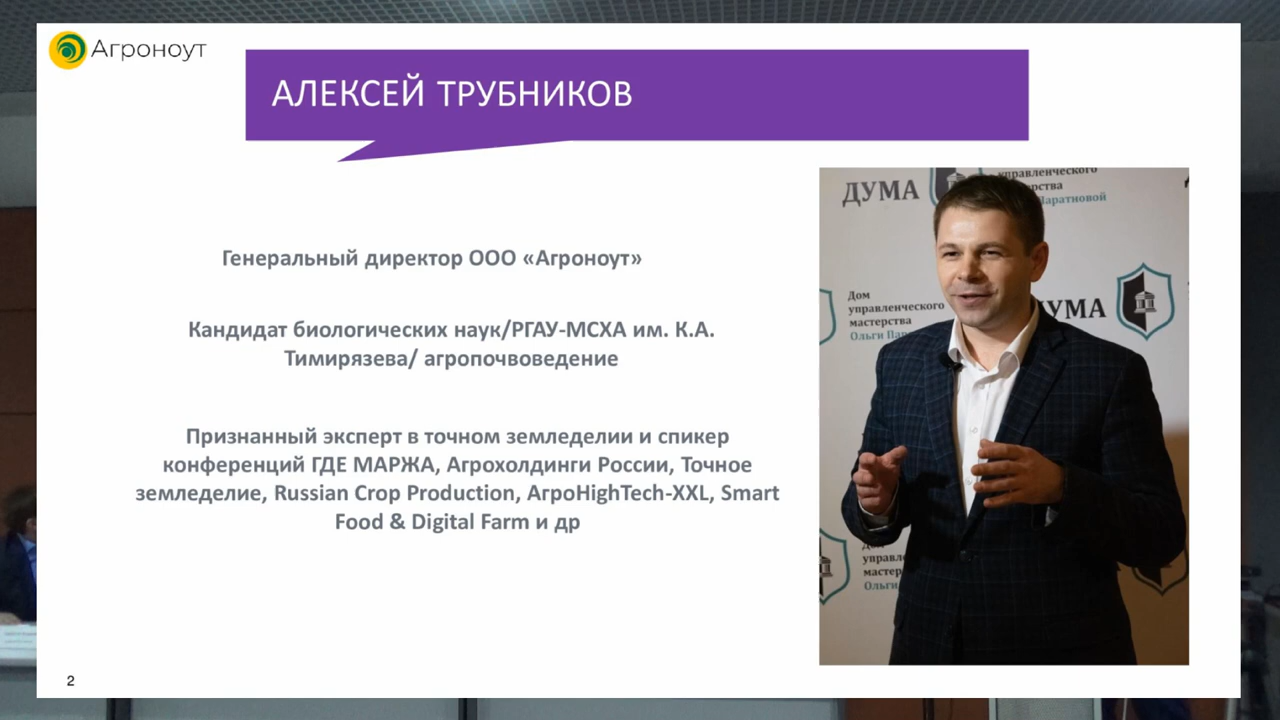 Агроноут
АЛЕКСЕЙ ТРУБНИКОВ
Генеральный директор ООО «Агроноут»
Кандидат биологических наук/РГАУ-МСХА им. К.А.
Тимирязева/ агропочвоведение
Признанный эксперт в точном земледелии и спикер
конференций ГДЕ МАРЖА, Агрохолдинги России, Точное
земледелие, Russian Crop Production, АгроHighTech-XXL, Smart
Food & Digital Farm и др
2
ДУМА
управленческого
Дом
управленческого
мастерства
Ольги
ДУМА